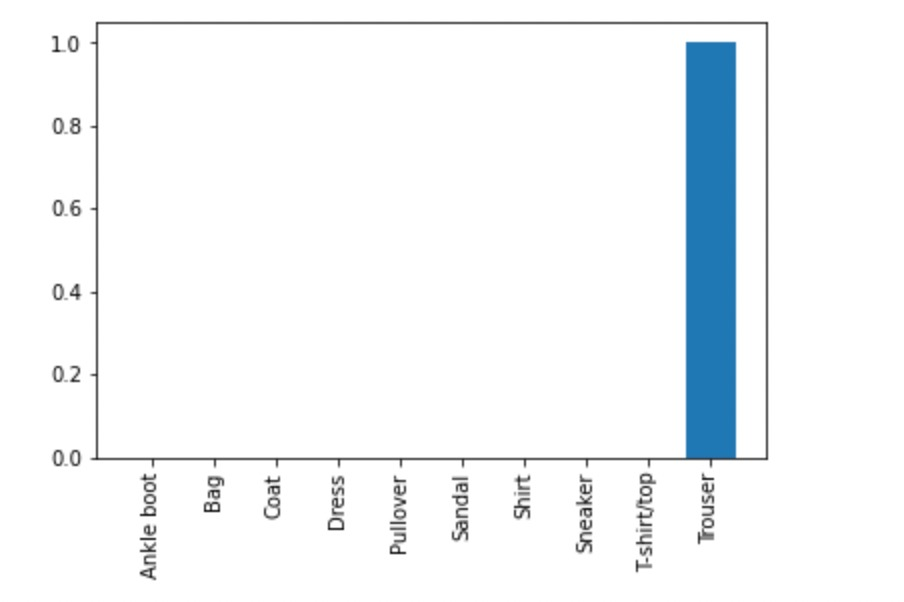 1.0
0.8
0.6
0.4
0.2
0.0
Ankle boot
Bag
Coat
Dress
Pullover
Sandal
Shirt
Sneaker
T-shirt/top
Trouser